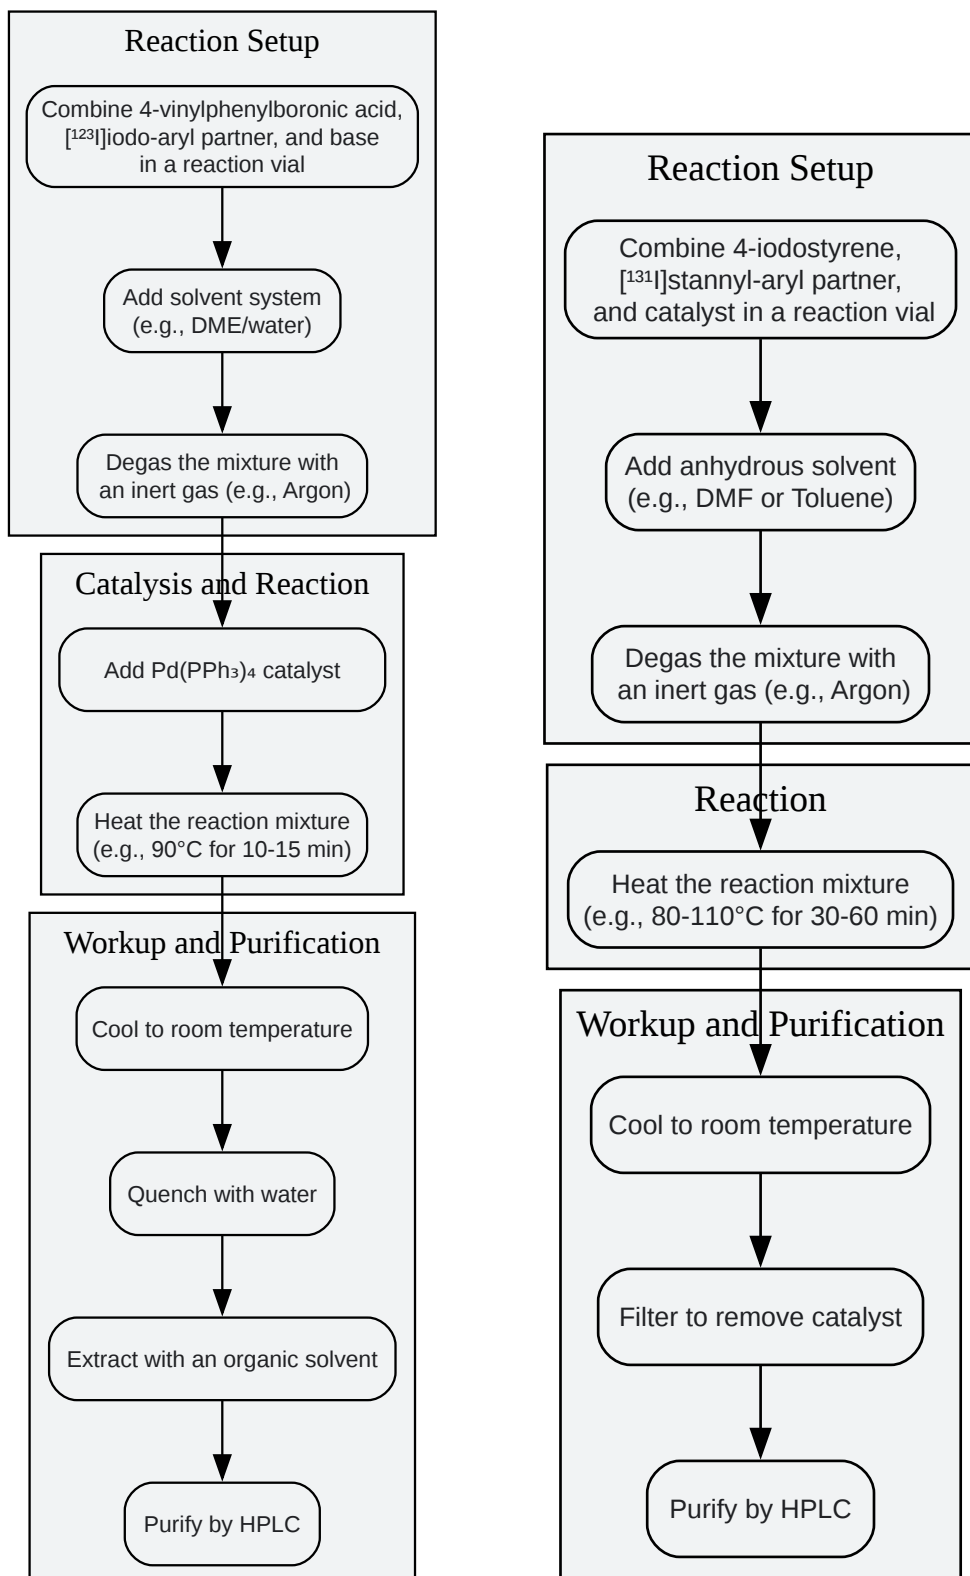 Reaction Setup
Combine 4-vinylphenylboronic acid,
[¹²³I]iodo-aryl partner, and base
in a reaction vial
Add solvent system
(e.g., DME/water)
Degas the mixture with
an inert gas (e.g., Argon)
Catalysis and Reaction
Add Pd(PPh₃)₄ catalyst
Heat the reaction mixture
(e.g., 90°C for 10-15 min)
Workup and Purification
Cool to room temperature
Quench with water
Extract with an organic solvent
Purify by HPLC
Reaction Setup
Combine 4-iodostyrene,
[¹³¹I]stannyl-aryl partner,
and catalyst in a reaction vial
Add anhydrous solvent
(e.g., DMF or Toluene)
Degas the mixture with
an inert gas (e.g., Argon)
Reaction
Heat the reaction mixture
(e.g., 80-110°C for 30-60 min)
Workup and Purification
Cool to room temperature
Filter to remove catalyst
Purify by HPLC